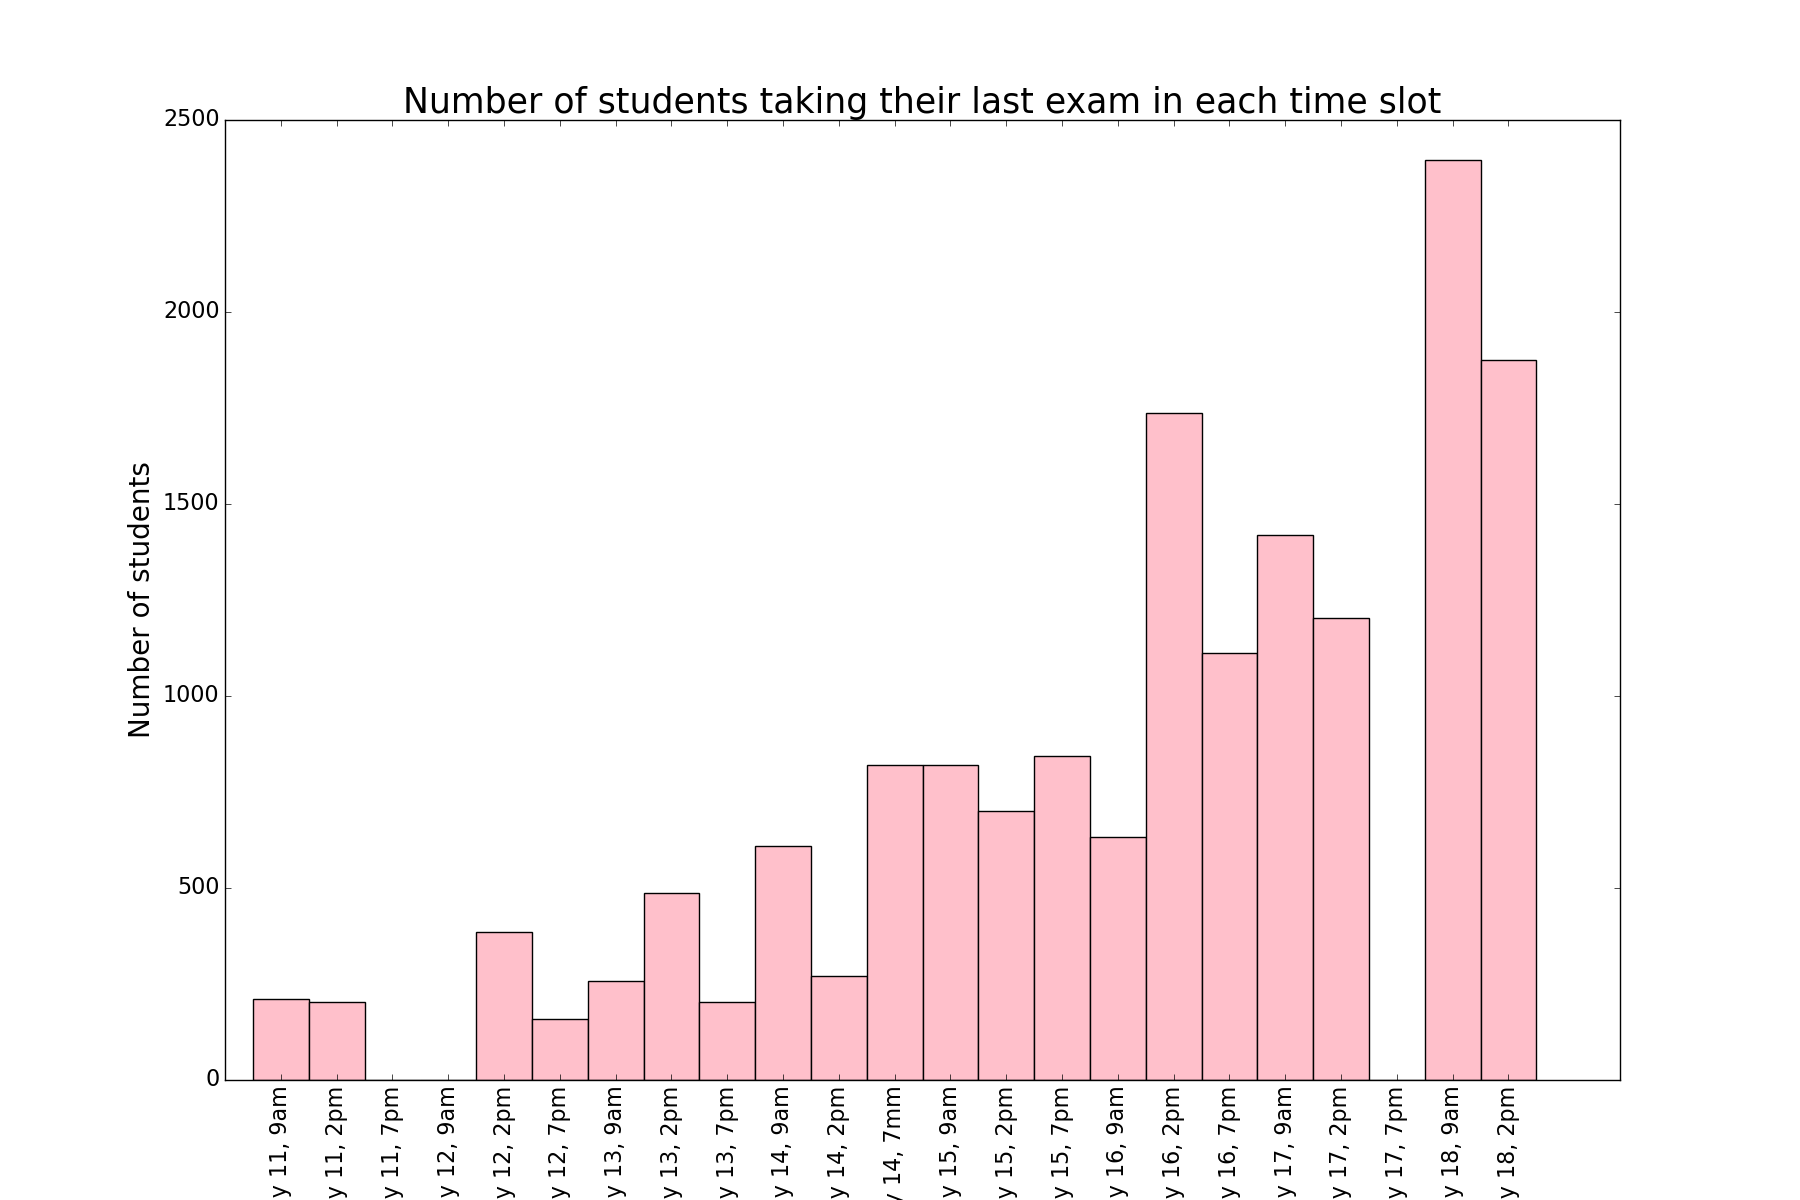 Number of students taking their last exam in each time slot
Number of students
2500
2000
1500
1000
500
0
y 11, 9am
y 11, 2pm
y 11, 7pm
y 12, 9am
y 12, 2pm
y 12, 7pm
y 13, 9am
y 13, 2pm
y 13, 7pm
y 14, 9am
y 14, 2pm
y 14, 7mm
y 15, 9am
y 15, 2pm
y 15, 7pm
y 16, 9am
y 16, 2pm
y 16, 7pm
y 17, 9am
y 17, 2pm
y 17, 7pm
y 18, 9am
y 18, 2pm